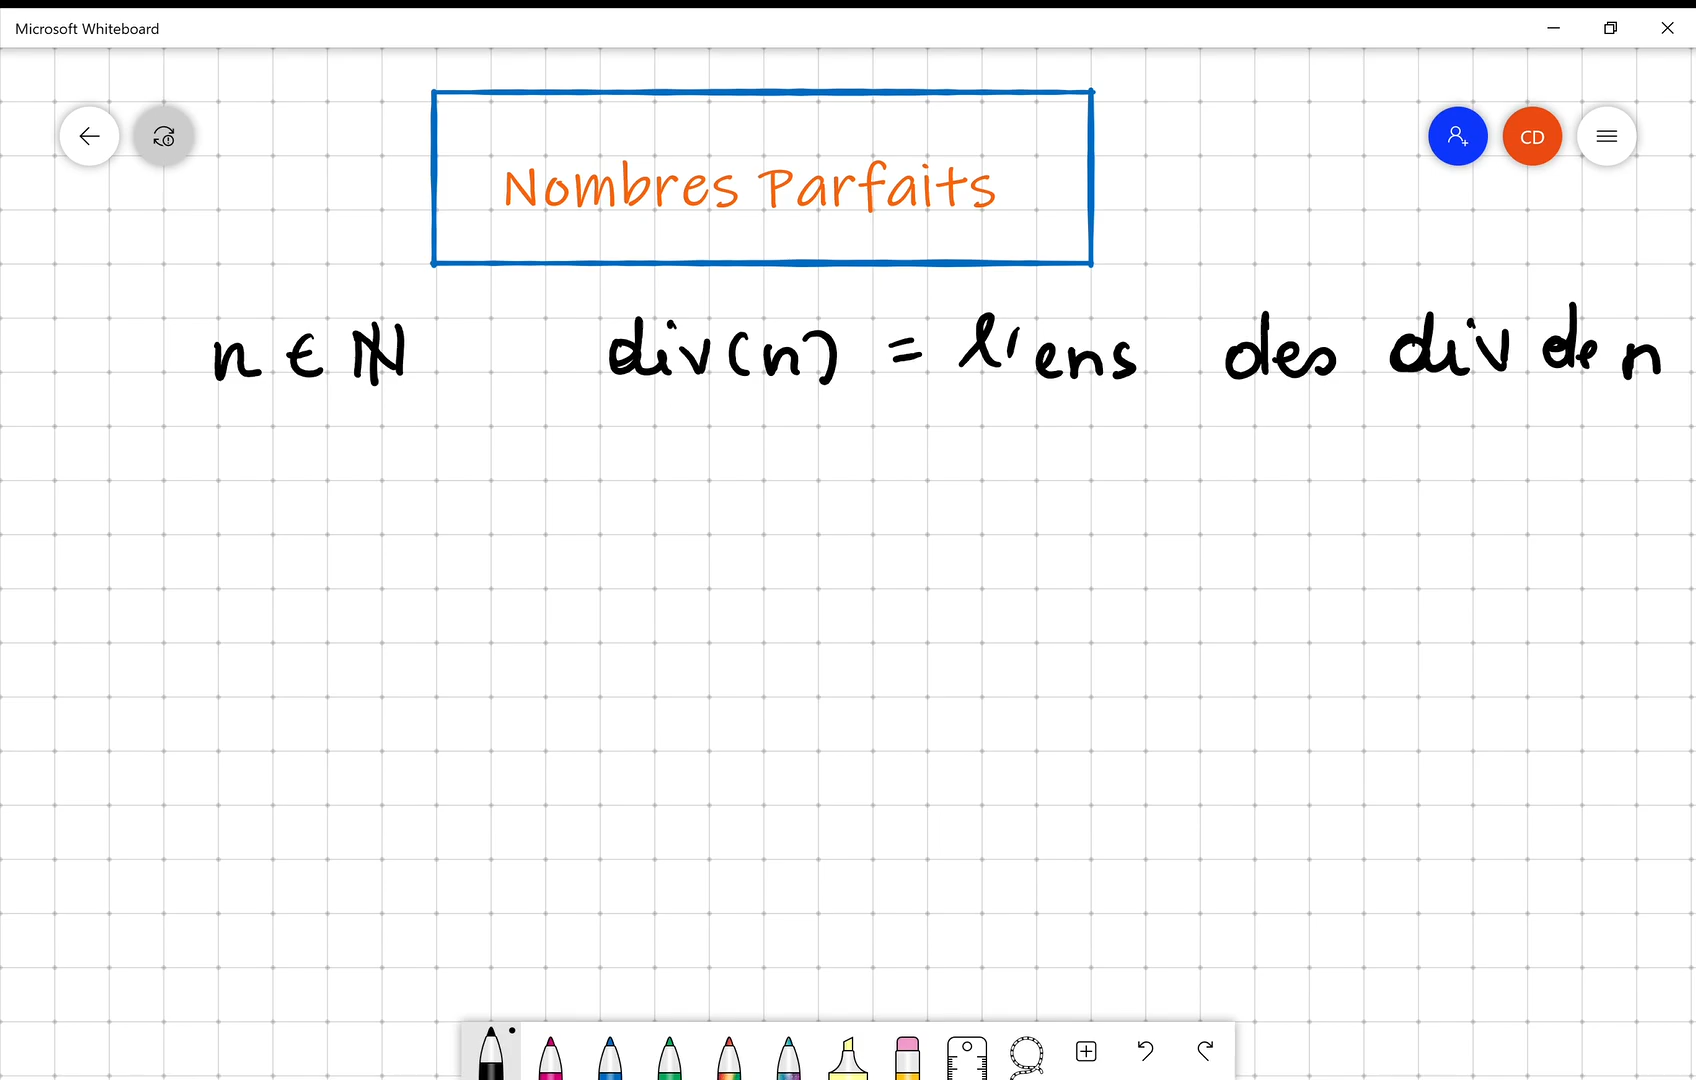 Microsoft Whiteboard
CD
Nombres Parfaits
n ∈ ℕ div(n) = l'ens des div de n